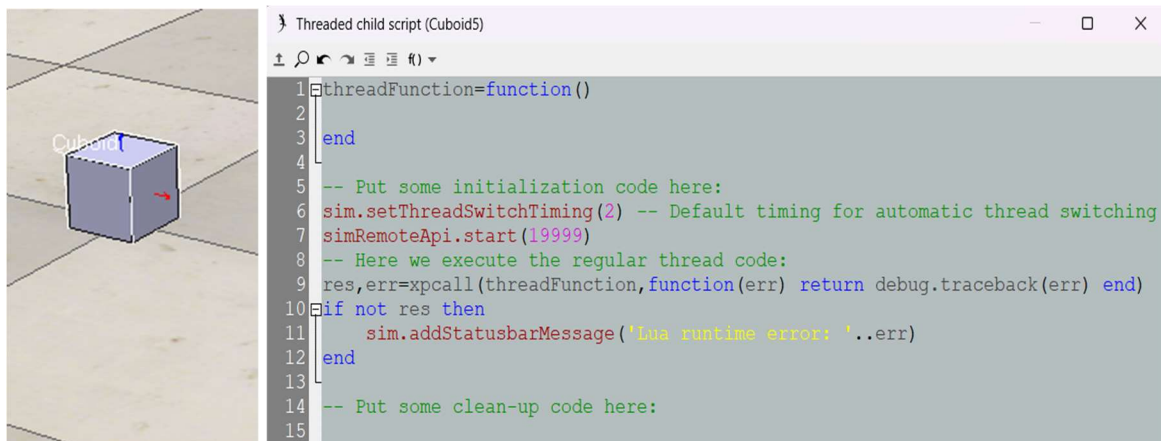 Cuboid
Threaded child script (Cuboid5)
f()
1 threadFunction=function()
2
3 end
4
5 -- Put some initialization code here:
6 sim.setThreadSwitchTiming(2) -- Default timing for automatic thread switching
7 simRemoteApi.start(19999)
8 -- Here we execute the regular thread code:
9 res,err=xpcall(threadFunction,function(err) return debug.traceback(err) end)
10 if not res then
11 sim.addStatusbarMessage('Lua runtime error: '..err)
12 end
13
14 -- Put some clean-up code here:
15